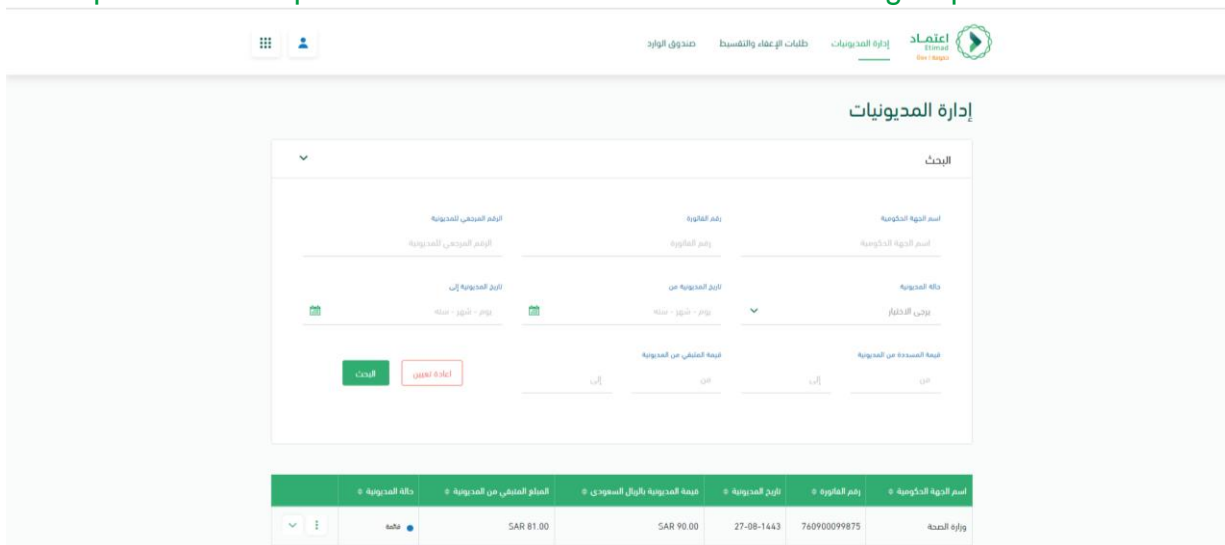 اعتماد
Etimad
إدارة المديونيات
طلبات الإعفاء والتقسيط
صندوق الوارد
إدارة المديونيات
البحث
اسم الجهة الحكومية
رقم الفاتورة
الرقم المرجعي للمديونية
اسم الجهة الحكومية
رقم الفاتورة
الرقم المرجعي للمديونية
حالة المديونية
تاريخ المديونية من
تاريخ المديونية إلى
يرجى الاختيار
يوم - شهر - سنه
يوم - شهر - سنه
قيمة المسددة من المديونية
قيمة المتبقي من المديونية
من
إلى
من
إلى
اعادة تعيين
البحث
اسم الجهة الحكومية
رقم الفاتورة
تاريخ المديونية
قيمة المديونية بالريال السعودي
المبلغ المتبقي من المديونية
حالة المديونية
وزارة الصحة
760900099875
27-08-1443
SAR 90.00
SAR 81.00
قائمة